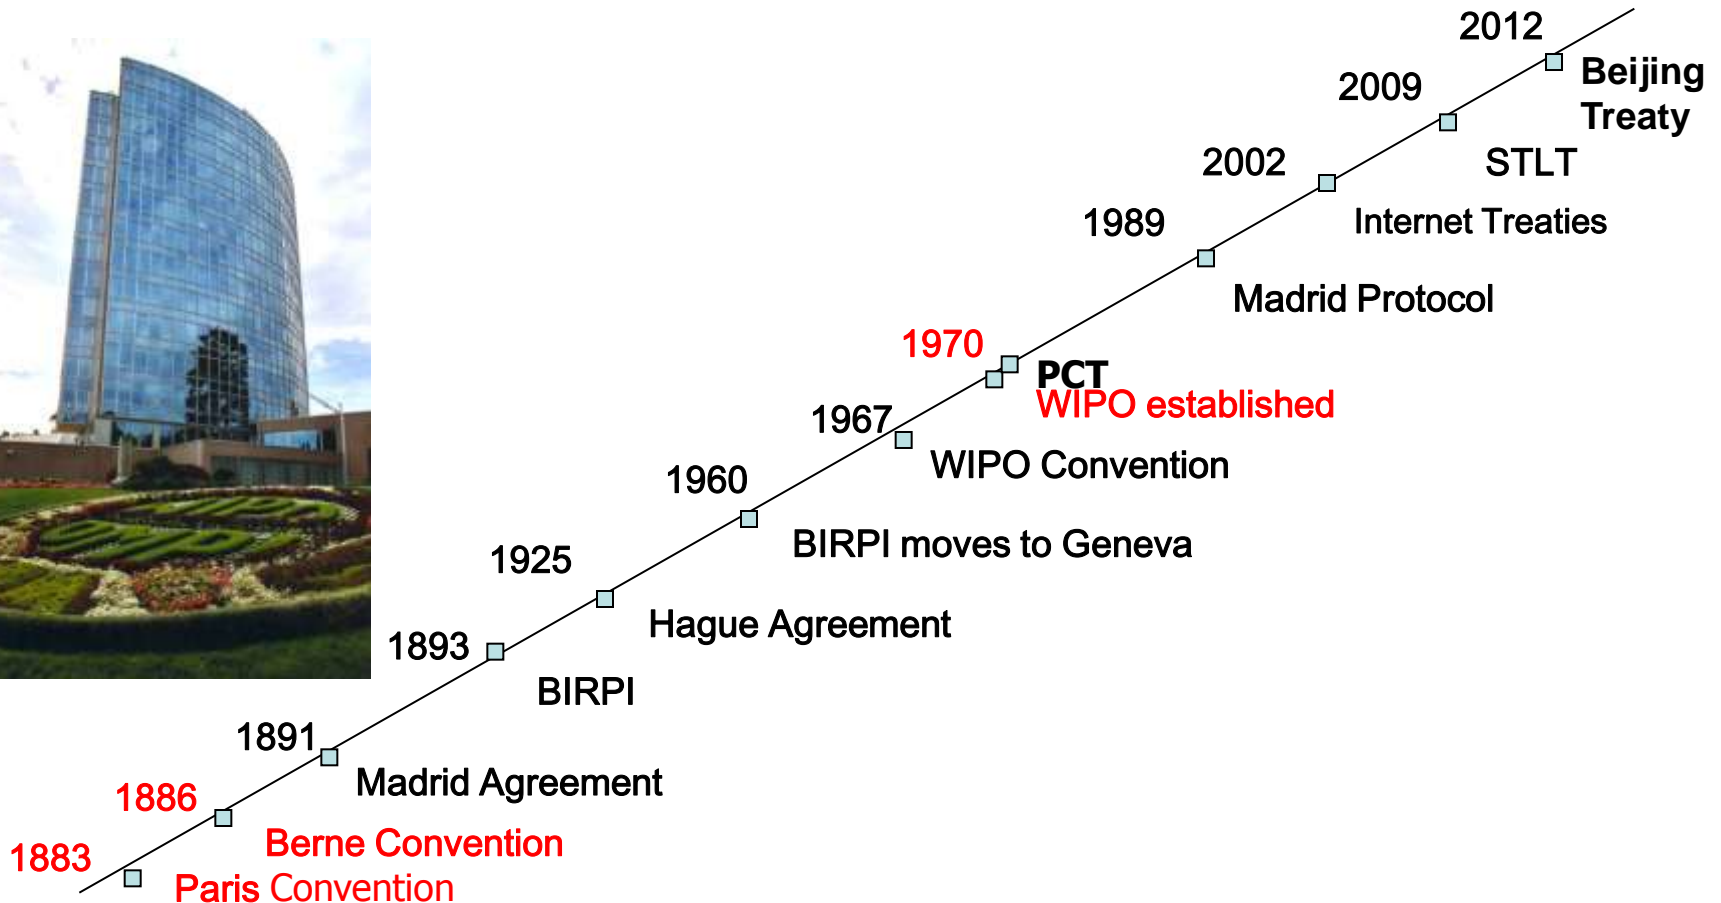 2012
Beijing
Treaty
2009
STLT
2002
Internet Treaties
1989
Madrid Protocol
1970
PCT
WIPO established
1967
WIPO Convention
1960
BIRPI moves to Geneva
1925
Hague Agreement
1893
BIRPI
1891
Madrid Agreement
1886
Berne Convention
1883
Paris Convention